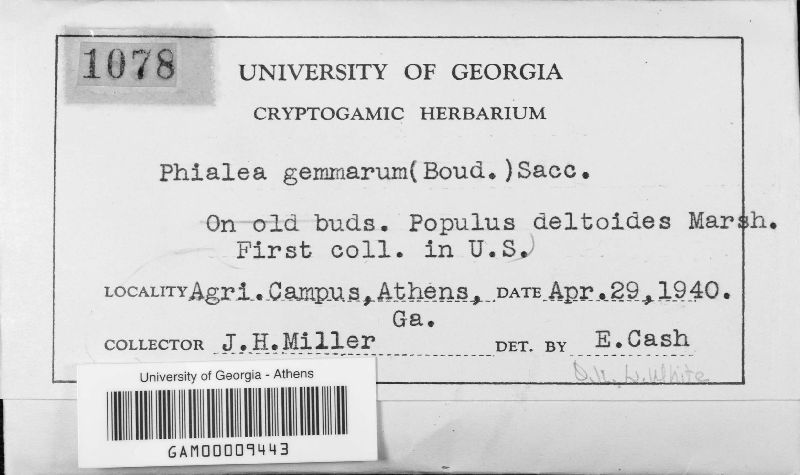 1078
UNIVERSITY OF GEORGIA
CRYPTOGAMIC HERBARIUM
Phialea gemmarum(Boud.)Sacc.
On old buds. Populus deltoides Marsh.
First coll. in U.S.)
LOCALITY Agri.Campus,Athens, DATE Apr.29,1940.
Ga.
COLLECTOR J.H.Miller DET. BY E.Cash
W.L. White
University of Georgia - Athens
GAM00009443